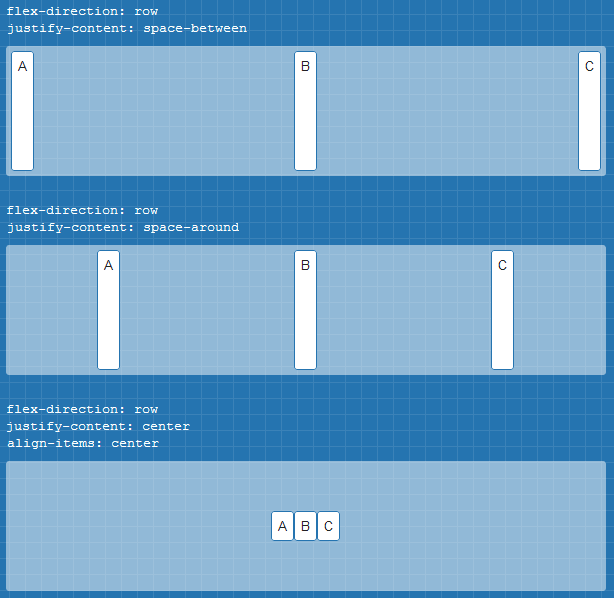 flex-direction: row
justify-content: space-between
A B C
flex-direction: row
justify-content: space-around
A B C
flex-direction: row
justify-content: center
align-items: center
A B C